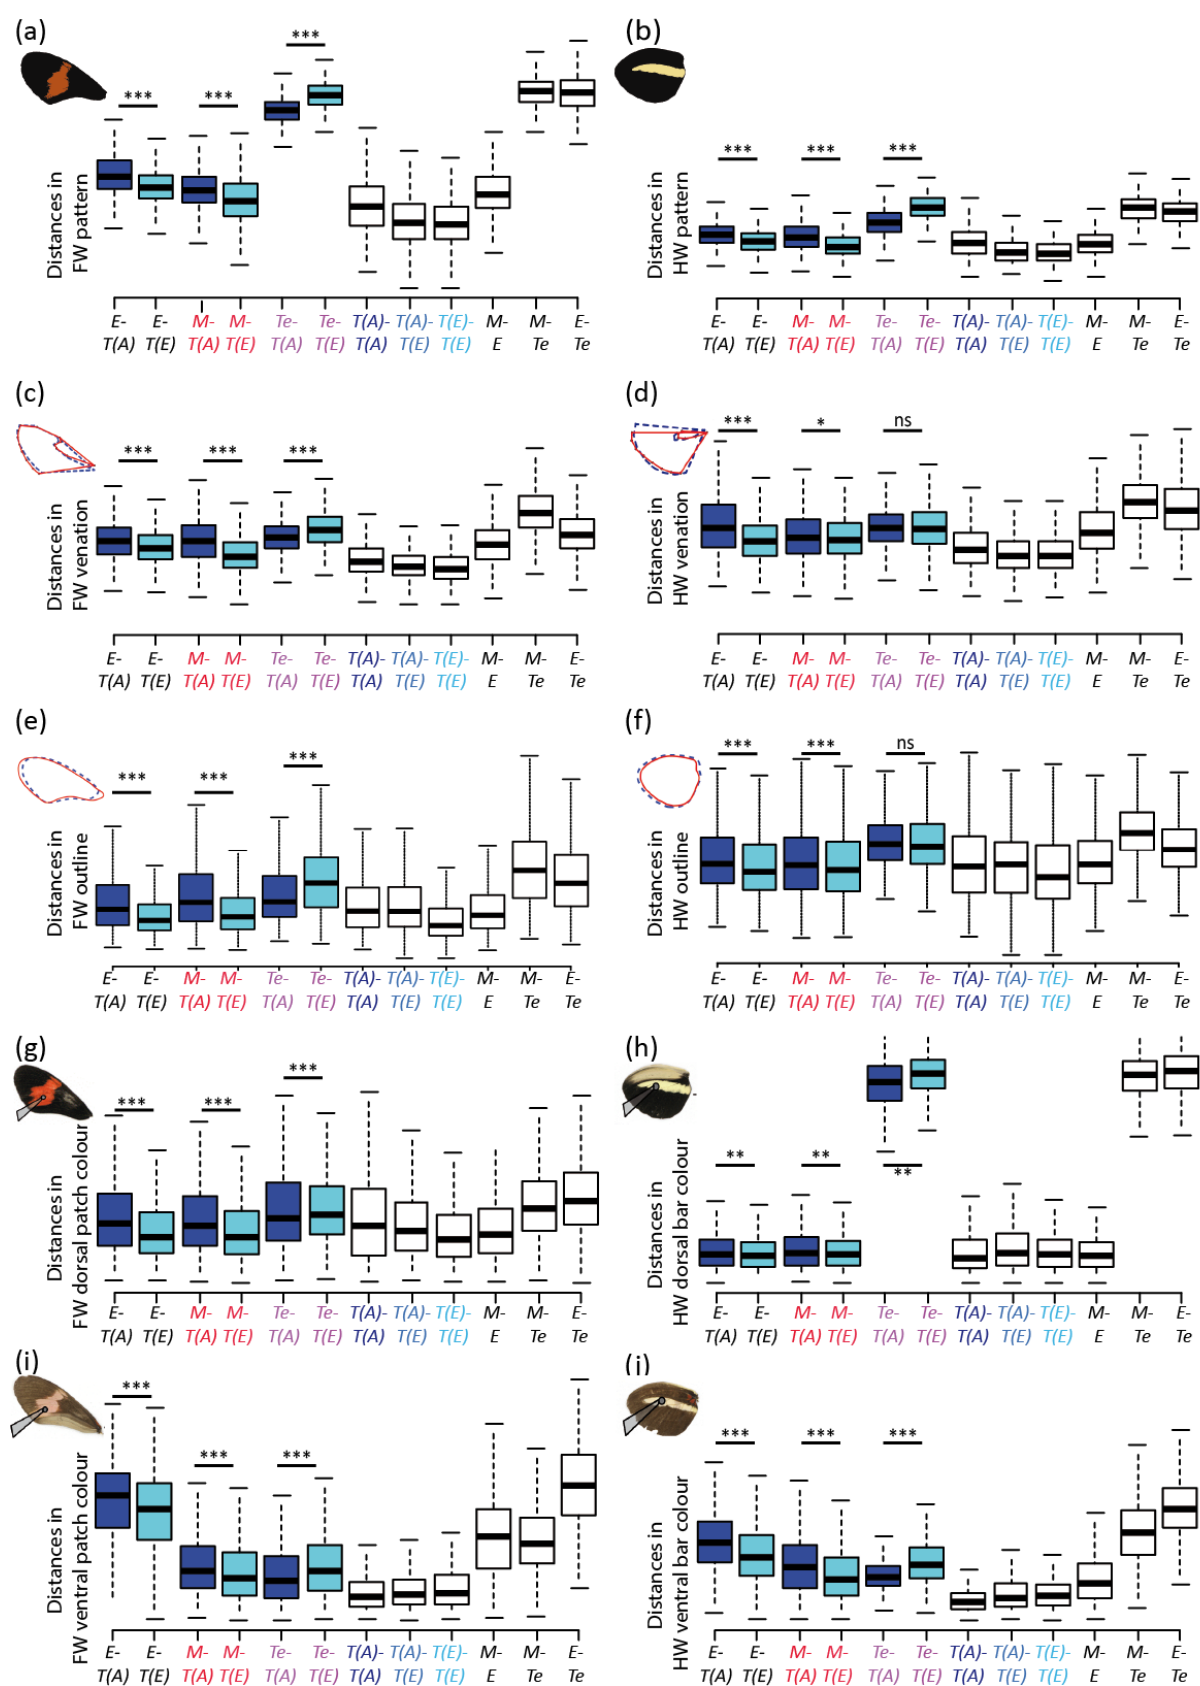 (a)
Distances in
FW pattern
*** *** ***
E- E- M- M- Te- Te- T(A)- T(A)- T(E)- M- M- E-
T(A) T(E) T(A) T(E) T(A) T(E) T(A) T(E) T(E) E Te Te
(b)
Distances in
HW pattern
*** *** ***
E- E- M- M- Te- Te- T(A)- T(A)- T(E)- M- M- E-
T(A) T(E) T(A) T(E) T(A) T(E) T(A) T(E) T(E) E Te Te
(c)
Distances in
FW venation
*** *** ***
E- E- M- M- Te- Te- T(A)- T(A)- T(E)- M- M- E-
T(A) T(E) T(A) T(E) T(A) T(E) T(A) T(E) T(E) E Te Te
(d)
Distances in
HW venation
*** * ns
E- E- M- M- Te- Te- T(A)- T(A)- T(E)- M- M- E-
T(A) T(E) T(A) T(E) T(A) T(E) T(A) T(E) T(E) E Te Te
(e)
Distances in
FW outline
*** *** ***
E- E- M- M- Te- Te- T(A)- T(A)- T(E)- M- M- E-
T(A) T(E) T(A) T(E) T(A) T(E) T(A) T(E) T(E) E Te Te
(f)
Distances in
HW outline
*** *** ns
E- E- M- M- Te- Te- T(A)- T(A)- T(E)- M- M- E-
T(A) T(E) T(A) T(E) T(A) T(E) T(A) T(E) T(E) E Te Te
(g)
Distances in
FW dorsal patch colour
*** *** ***
E- E- M- M- Te- Te- T(A)- T(A)- T(E)- M- M- E-
T(A) T(E) T(A) T(E) T(A) T(E) T(A) T(E) T(E) E Te Te
(h)
Distances in
HW dorsal bar colour
** ** **
E- E- M- M- Te- Te- T(A)- T(A)- T(E)- M- M- E-
T(A) T(E) T(A) T(E) T(A) T(E) T(A) T(E) T(E) E Te Te
(i)
Distances in
FW ventral patch colour
*** *** ***
E- E- M- M- Te- Te- T(A)- T(A)- T(E)- M- M- E-
T(A) T(E) T(A) T(E) T(A) T(E) T(A) T(E) T(E) E Te Te
(i)
Distances in
HW ventral bar colour
*** *** ***
E- E- M- M- Te- Te- T(A)- T(A)- T(E)- M- M- E-
T(A) T(E) T(A) T(E) T(A) T(E) T(A) T(E) T(E) E Te Te